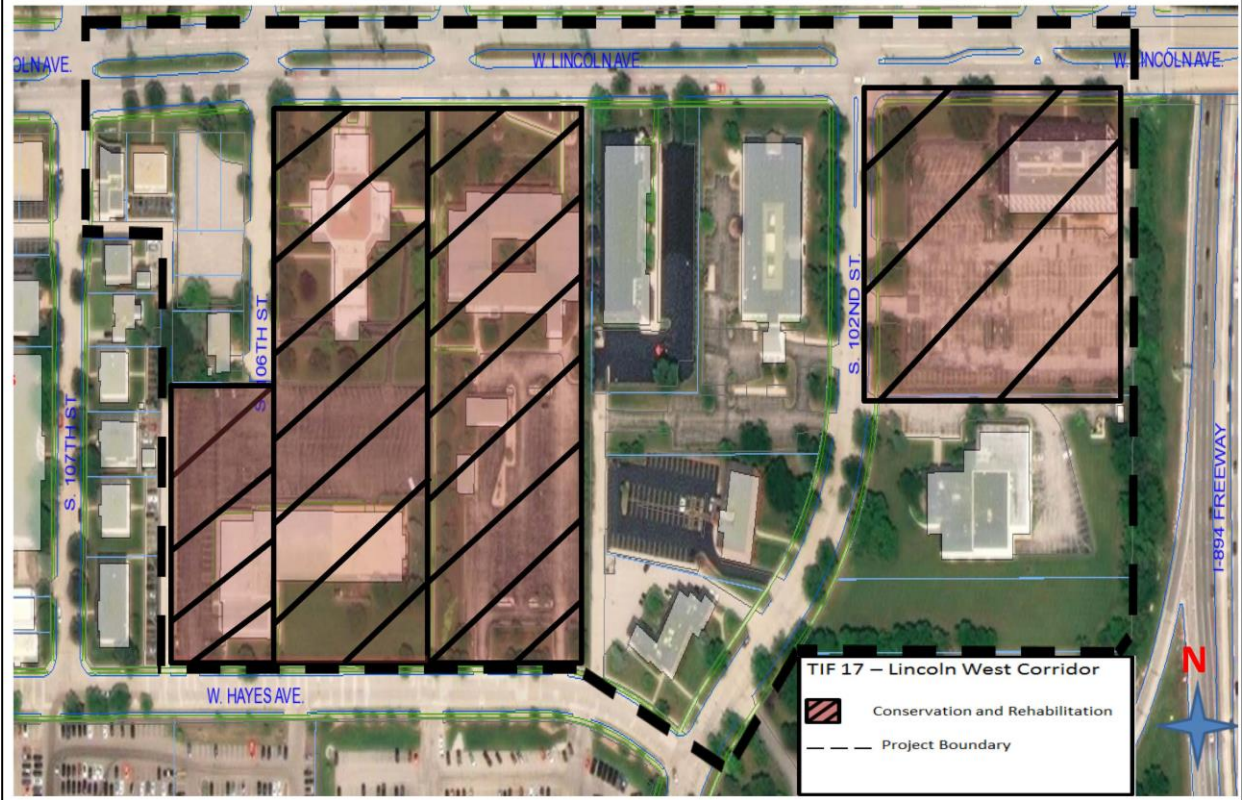 OLN AVE.
W. LINCOLN AVE.
W. LINCOLN AVE.
S. 107TH ST.
S. 106TH ST.
S. 102ND ST.
I-894 FREEWAY
W. HAYES AVE.
N
TIF 17 – Lincoln West Corridor
Conservation and Rehabilitation
Project Boundary